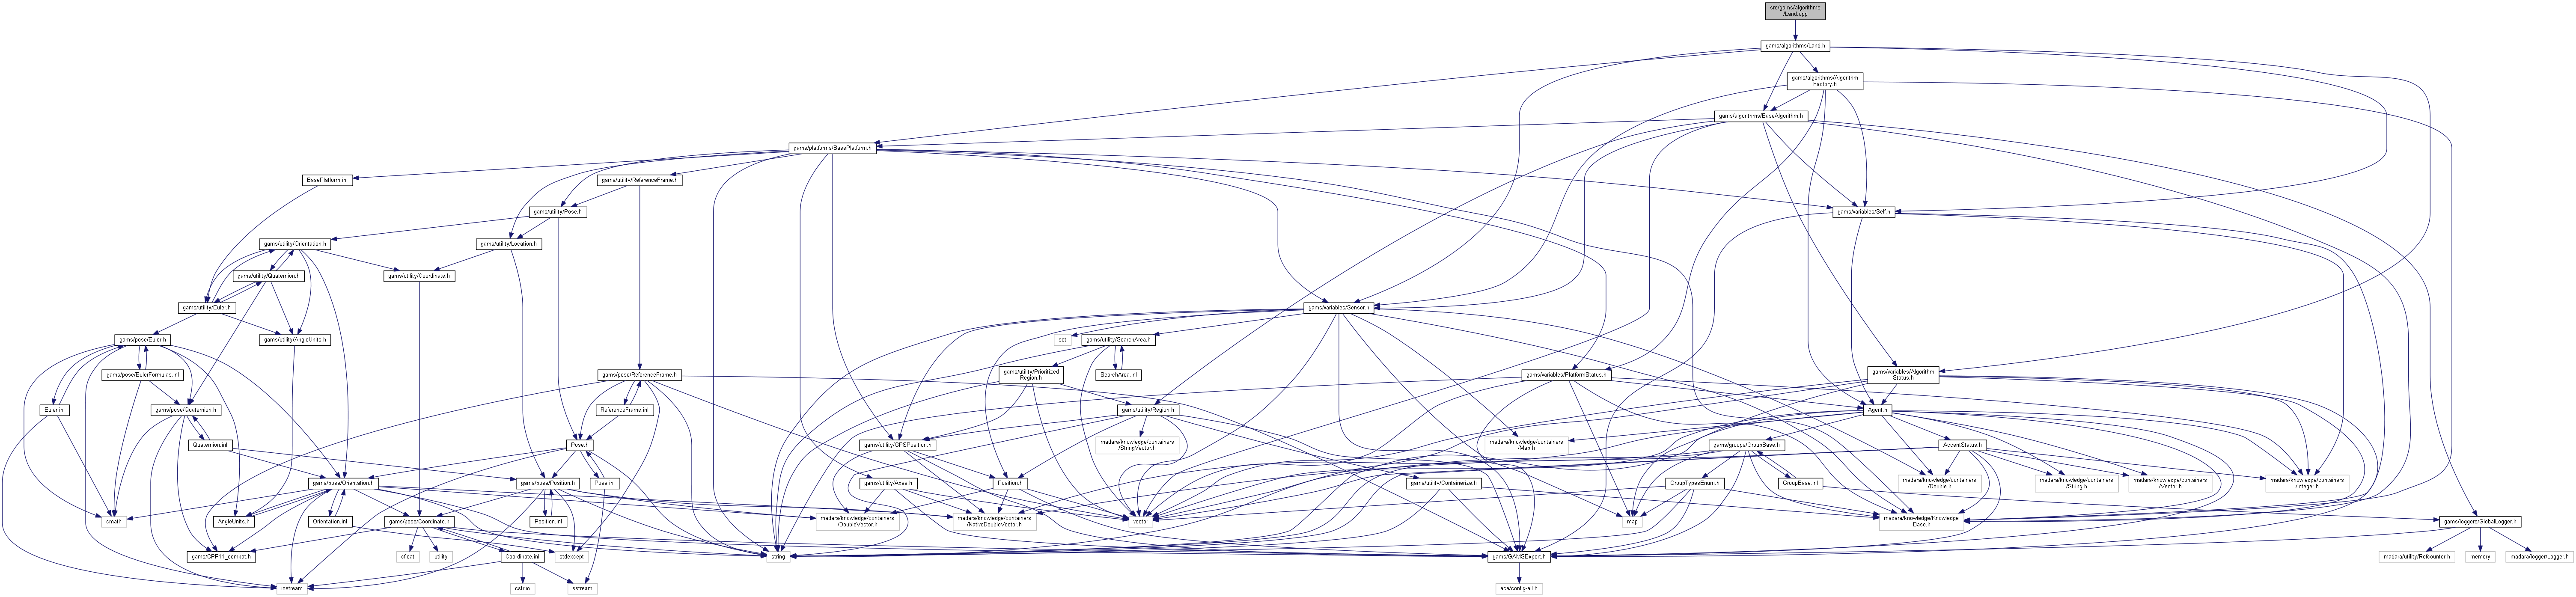 src/gams/algorithms
/Land.cpp
gams/algorithms/Land.h
gams/algorithms/Algorithm
Factory.h
gams/algorithms/BaseAlgorithm.h
gams/platforms/BasePlatform.h
BasePlatform.inl
gams/utility/ReferenceFrame.h
gams/utility/Pose.h
gams/variables/Self.h
gams/utility/Orientation.h
gams/utility/Location.h
gams/utility/Quaternion.h
gams/utility/Coordinate.h
gams/utility/Euler.h
gams/variables/Sensor.h
gams/pose/Euler.h
gams/utility/AngleUnits.h
set
gams/utility/SearchArea.h
gams/pose/EulerFormulas.inl
gams/pose/ReferenceFrame.h
gams/utility/Prioritized
Region.h
SearchArea.inl
gams/variables/PlatformStatus.h
gams/variables/Algorithm
Status.h
Euler.inl
gams/pose/Quaternion.h
ReferenceFrame.inl
gams/utility/Region.h
Agent.h
Quaternion.inl
Pose.h
gams/utility/GPSPosition.h
madara/knowledge/containers
/StringVector.h
madara/knowledge/containers
/Map.h
gams/groups/GroupBase.h
AccentStatus.h
gams/pose/Orientation.h
gams/pose/Position.h
Pose.inl
gams/utility/Axes.h
Position.h
gams/utility/Containerize.h
GroupTypesEnum.h
GroupBase.inl
madara/knowledge/containers
/Double.h
madara/knowledge/containers
/String.h
madara/knowledge/containers
/Vector.h
madara/knowledge/containers
/Integer.h
cmath
AngleUnits.h
Orientation.inl
gams/pose/Coordinate.h
Position.inl
madara/knowledge/containers
/DoubleVector.h
madara/knowledge/containers
/NativeDoubleVector.h
vector
map
madara/knowledge/Knowledge
Base.h
gams/loggers/GlobalLogger.h
gams/CPP11_compat.h
cfloat
utility
Coordinate.inl
stdexcept
string
gams/GAMSExport.h
madara/utility/Refcounter.h
memory
madara/logger/Logger.h
iostream
cstdio
sstream
ace/config-all.h